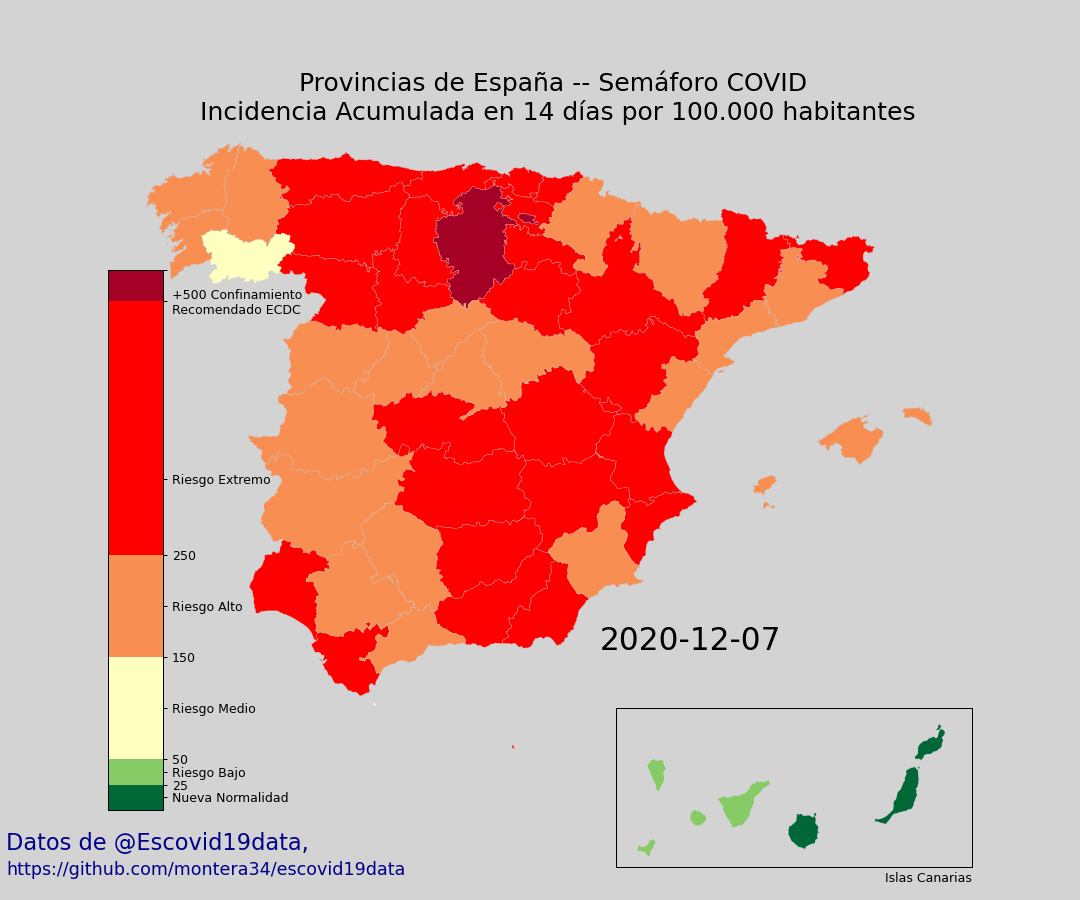 Provincias de España -- Semáforo COVID
Incidencia Acumulada en 14 días por 100.000 habitantes
+500 Confinamiento
Recomendado ECDC
Riesgo Extremo
250
Riesgo Alto
150
Riesgo Medio
50
Riesgo Bajo
25
Nueva Normalidad
2020-12-07
Islas Canarias
Datos de @Escovid19data,
https://github.com/montera34/escovid19data